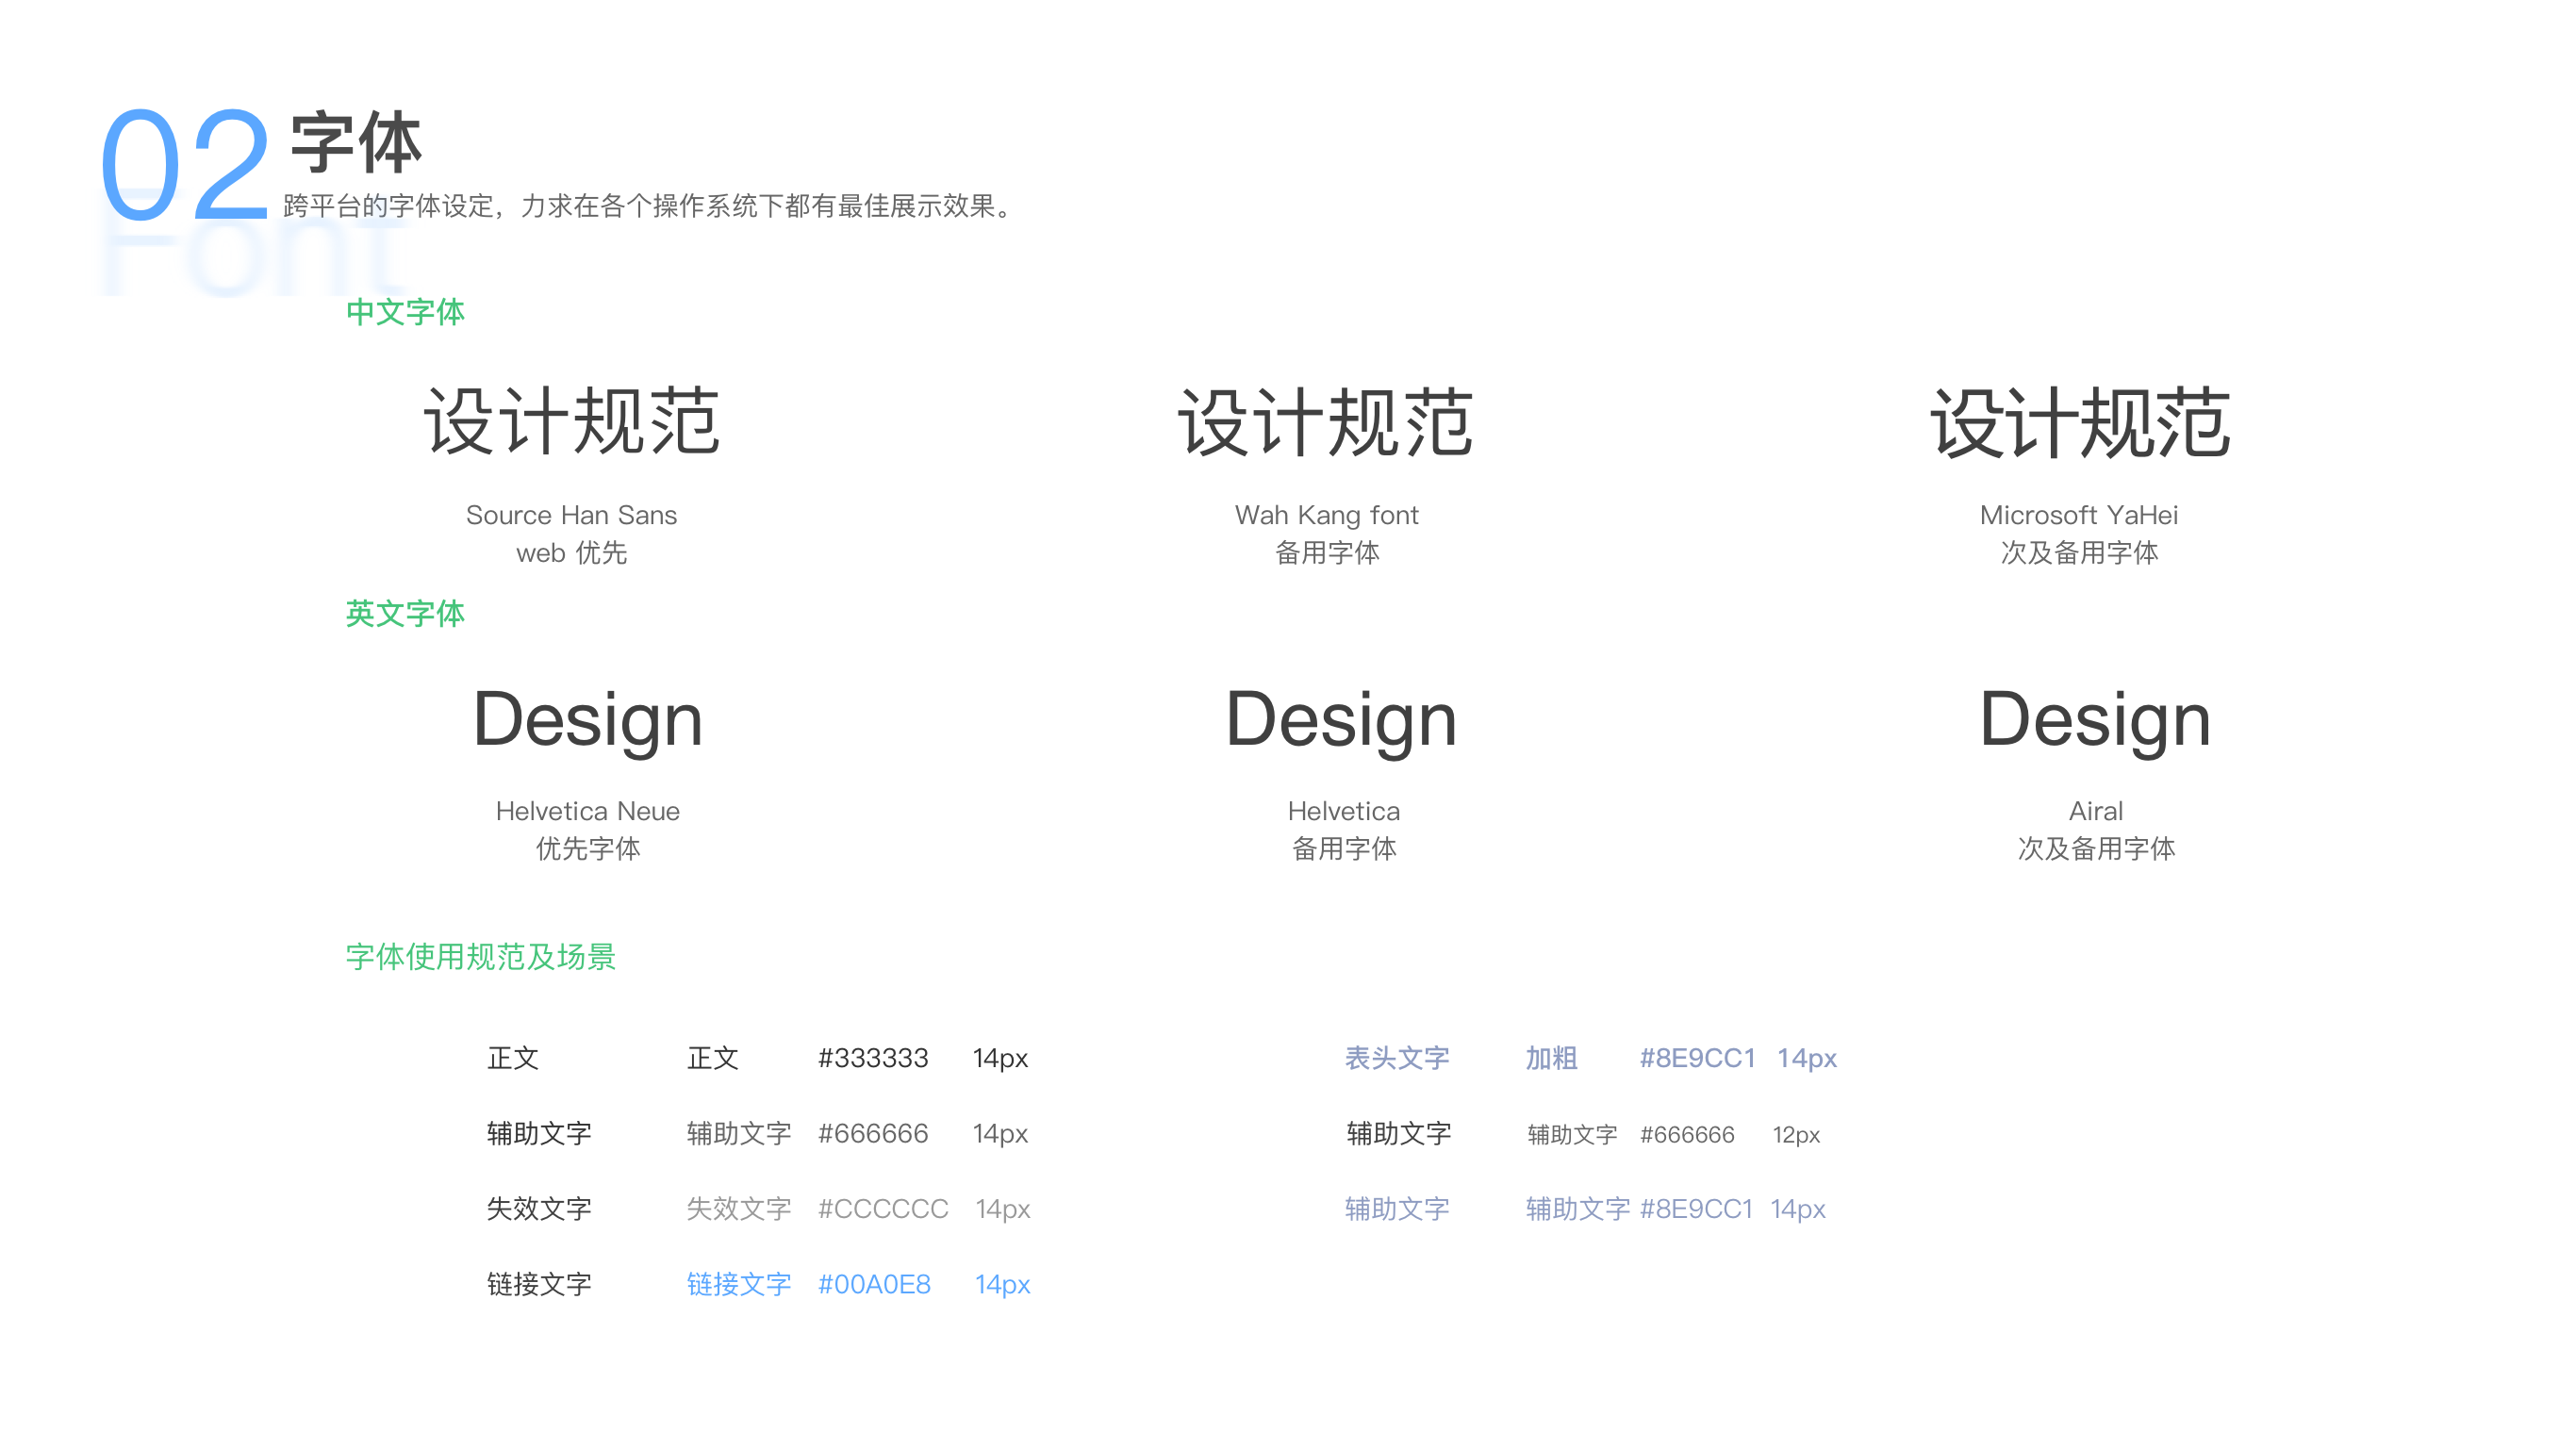 02 字体
Font
跨平台的字体设定，力求在各个操作系统下都有最佳展示效果。
中文字体
设计规范 设计规范 设计规范
Source Han Sans Wah Kang font Microsoft YaHei
web 优先 备用字体 次及备用字体
英文字体
Design Design Design
Helvetica Neue Helvetica Airal
优先字体 备用字体 次及备用字体
字体使用规范及场景
正文 正文 #333333 14px 表头文字 加粗 #8E9CC1 14px
辅助文字 辅助文字 #666666 14px 辅助文字 辅助文字 #666666 12px
失效文字 失效文字 #CCCCCC 14px 辅助文字 辅助文字 #8E9CC1 14px
链接文字 链接文字 #00A0E8 14px